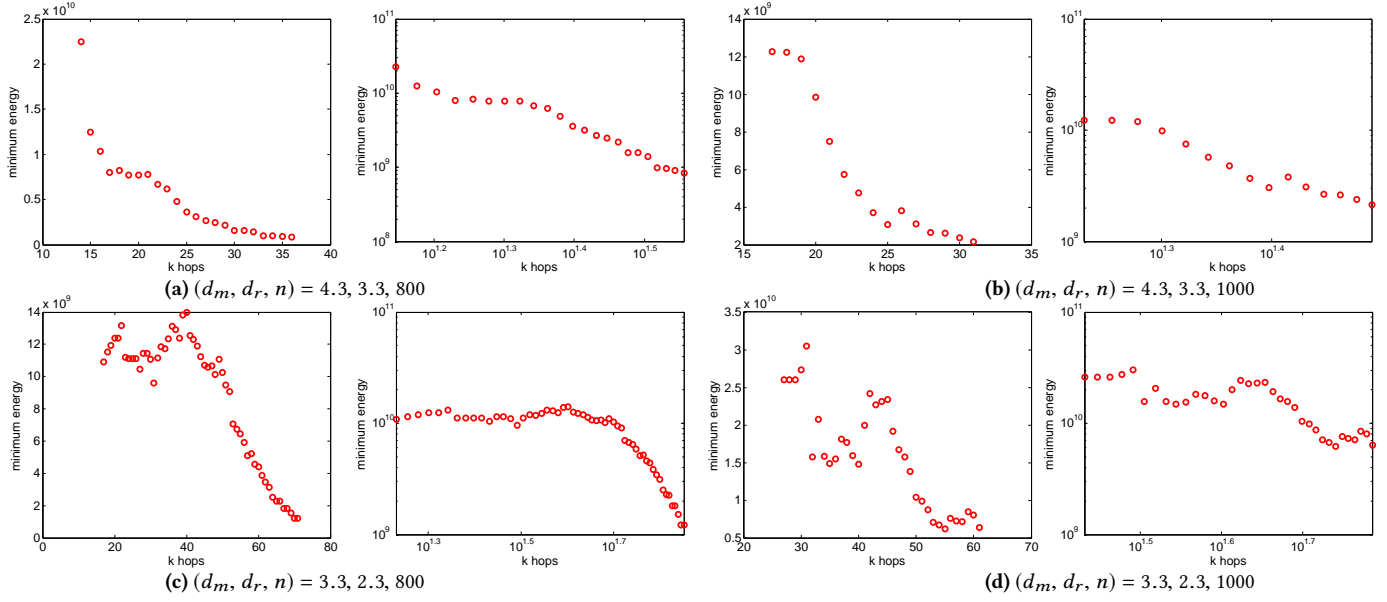 x 10^10
2.5
2
1.5
1
0.5
0
10 15 20 25 30 35 40
minimum energy
k hops
10^11
10^10
10^9
10^8
10^1.2 10^1.3 10^1.4 10^1.5
minimum energy
k hops
(a) (d_m, d_r, n) = 4.3, 3.3, 800
x 10^9
14
12
10
8
6
4
2
15 20 25 30 35
minimum energy
k hops
10^11
10^10
10^9
10^1.3 10^1.4
minimum energy
k hops
(b) (d_m, d_r, n) = 4.3, 3.3, 1000
x 10^9
14
12
10
8
6
4
2
0
0 20 40 60 80
minimum energy
k hops
10^11
10^10
10^9
10^1.3 10^1.5 10^1.7
minimum energy
k hops
(c) (d_m, d_r, n) = 3.3, 2.3, 800
x 10^10
3.5
3
2.5
2
1.5
1
0.5
20 30 40 50 60 70
minimum energy
k hops
10^11
10^10
10^9
10^1.5 10^1.6 10^1.7
minimum energy
k hops
(d) (d_m, d_r, n) = 3.3, 2.3, 1000